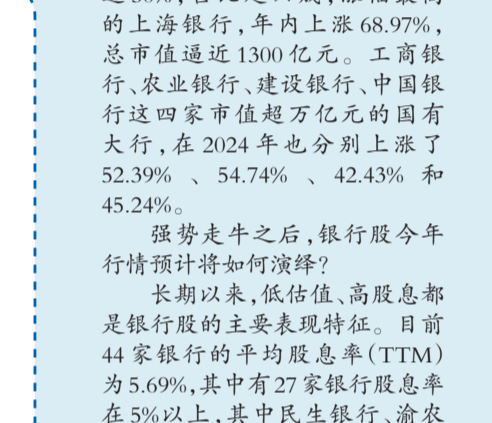 的上海银行,年内上涨68.97%,
总市值逼近1300亿元。工商银
行、农业银行、建设银行、中国银
行这四家市值超万亿元的国有
大行,在2024年也分别上涨了
52.39%、54.74%、42.43%和
45.24%。
强势走牛之后,银行股今年
行情预计将如何演绎?
长期以来,低估值、高股息都
是银行股的主要表现特征。目前
44家银行的平均股息率(TTM)
为5.69%,其中有27家银行股息率
在5%以上,其中民生银行、渝农